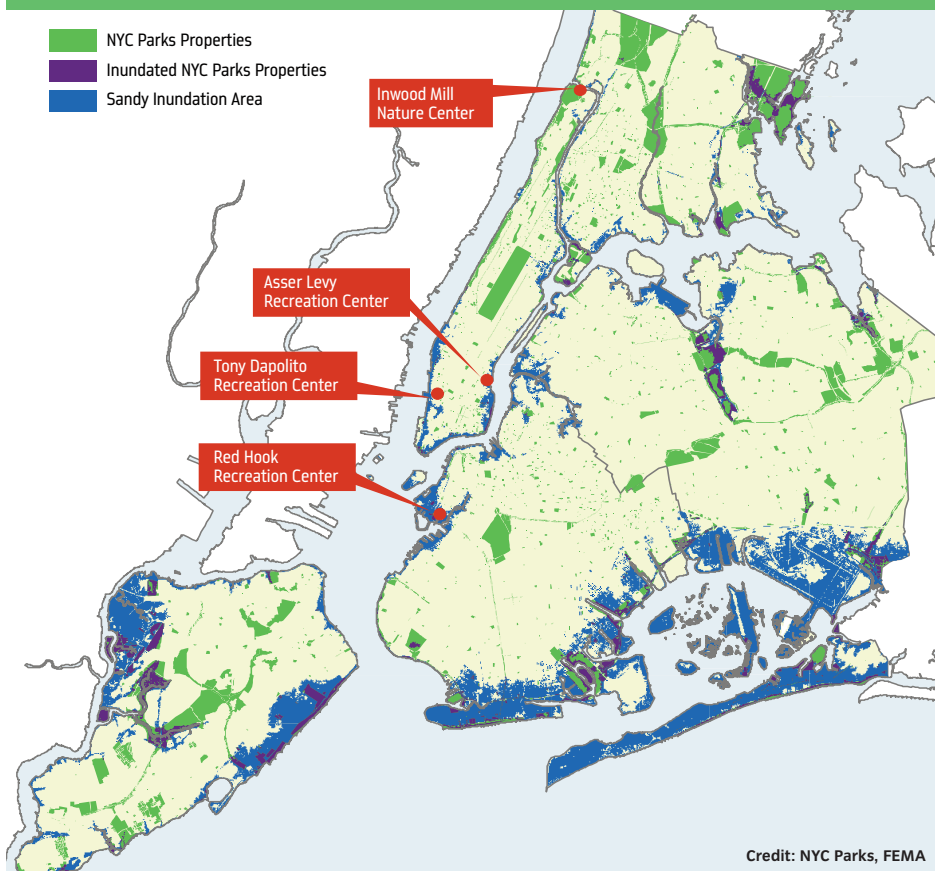 NYC Parks Properties
Inundated NYC Parks Properties
Sandy Inundation Area
Inwood Mill
Nature Center
Asser Levy
Recreation Center
Tony Dapolito
Recreation Center
Red Hook
Recreation Center
Credit: NYC Parks, FEMA